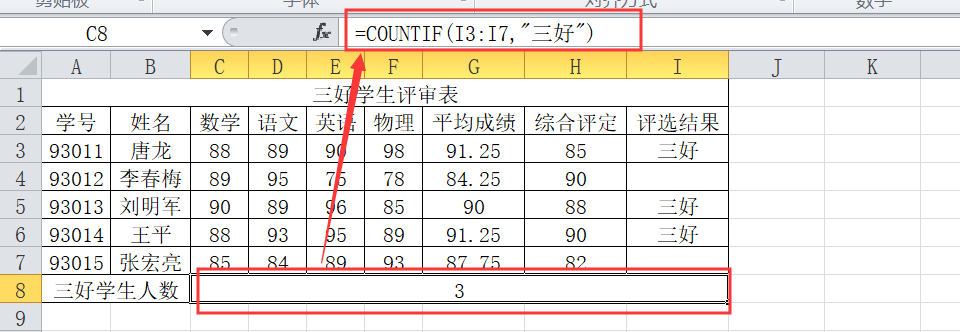 剪贴板 字体 对齐方式 数字
C8 fx =COUNTIF(I3:I7,"三好")
A B C D E F G H I J K
1 三好学生评审表
2 学号 姓名 数学 语文 英语 物理 平均成绩 综合评定 评选结果
3 93011 唐龙 88 89 90 98 91.25 85 三好
4 93012 李春梅 89 95 75 78 84.25 90
5 93013 刘明军 90 89 96 85 90 88 三好
6 93014 王平 88 93 95 89 91.25 90 三好
7 93015 张宏亮 85 84 89 93 87.75 82
8 三好学生人数 3
9